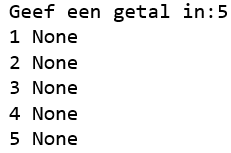 Geef een getal in:5
1 None
2 None
3 None
4 None
5 None